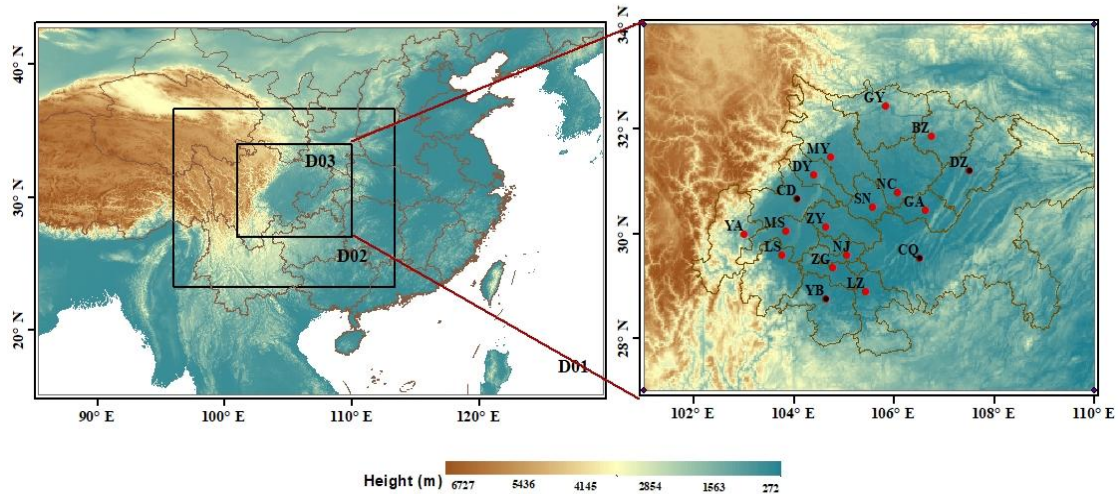 40° N
30° N
20° N
90° E
100° E
110° E
120° E
D03
D02
D01
34° N
32° N
30° N
28° N
102° E
104° E
106° E
108° E
110° E
GY
BZ
MY
DY
DZ
CD
NC
SN
GA
YA
MS
ZY
LS
NJ
CQ
ZG
YB
LZ
Height (m)
6727 5436 4145 2854 1563 272